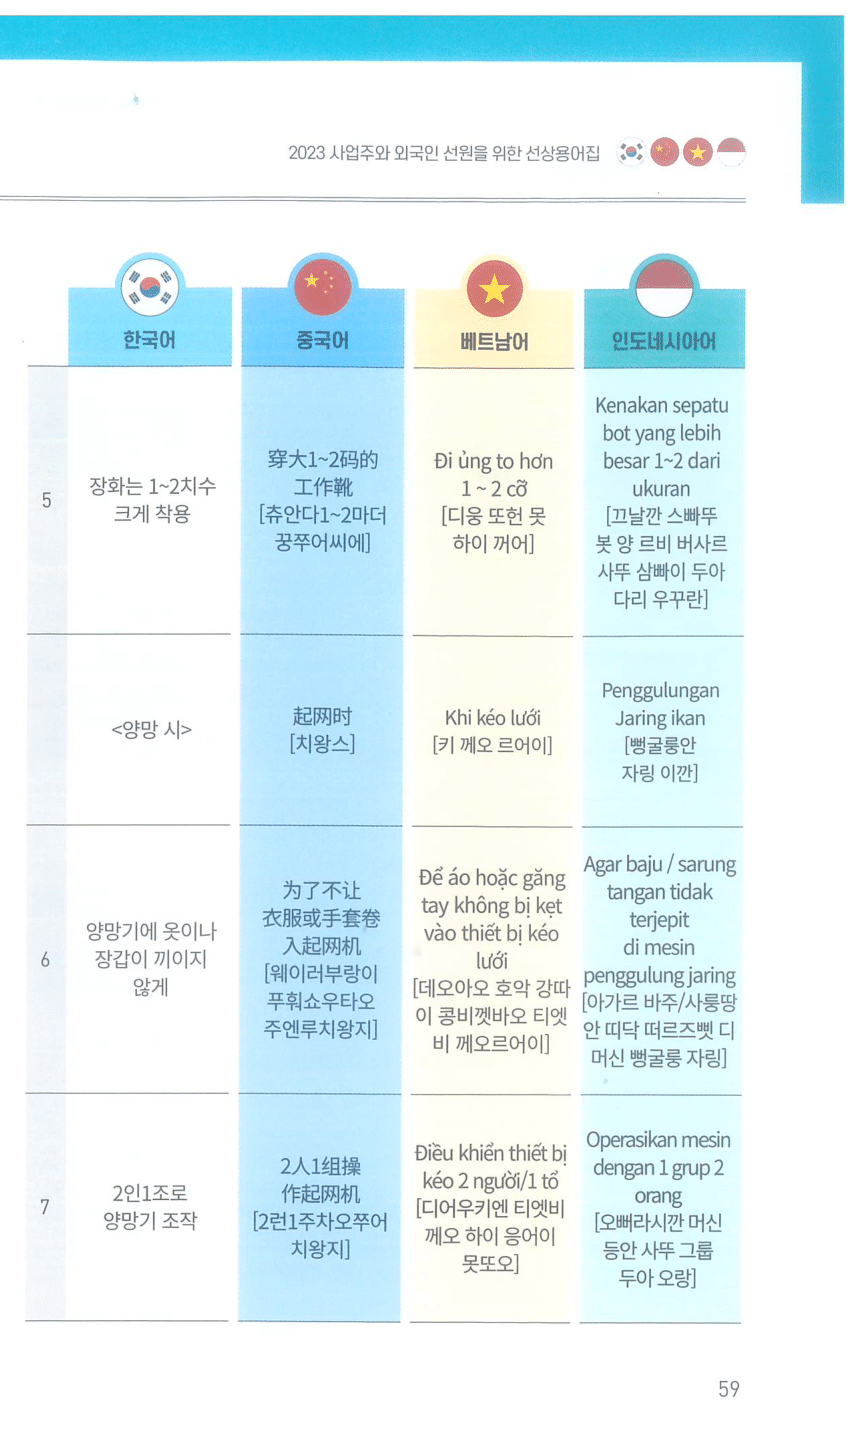 2023 사업주와 외국인 선원을 위한 선상용어집
한국어
중국어
베트남어
인도네시아어
5
장화는 1~2치수
크게 착용
穿大1~2码的
工作靴
[츄안다1~2마더
꿍쭈어씨에]
Đi ủng to hơn
1 ~ 2 cỡ
[디웅 또헌 못
하이 꺼어]
Kenakan sepatu
bot yang lebih
besar 1~2 dari
ukuran
[끄날깐 스빠뚜
봇 양 르비 버사르
사뚜 삼빠이 두아
다리 우꾸란]
<양망 시>
起网时
[치왕스]
Khi kéo lưới
[키 께오 르어이]
Penggulungan
Jaring ikan
[뻥굴룽안
자링 이깐]
6
양망기에 옷이나
장갑이 끼이지
않게
为了不让
衣服或手套卷
入起网机
[웨이러부랑이
푸훠쇼우타오
주엔루치왕지]
Để áo hoặc găng
tay không bị kẹt
vào thiết bị kéo
lưới
[데오아오 호악 강따
이 콩비껫바오 티엣
비 께오르어이]
Agar baju / sarung
tangan tidak
terjepit
di mesin
penggulung jaring
[아가르 바주/사룽땅
안 띠닥 떠르즈삣 디
머신 뻥굴룽 자링]
7
2인1조로
양망기 조작
2人1组操
作起网机
[2런1주차오쭈어
치왕지]
Điều khiển thiết bị
kéo 2 người/1 tổ
[디어우키엔 티엣비
께오 하이 응어이
못또오]
Operasikan mesin
dengan 1 grup 2
orang
[오뻐라시깐 머신
등안 사뚜 그룹
두아 오랑]
59